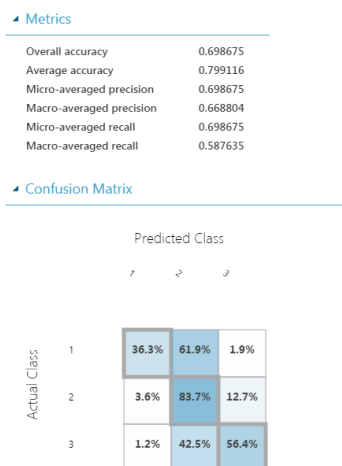 Metrics
Overall accuracy 0.698675
Average accuracy 0.799116
Micro-averaged precision 0.698675
Macro-averaged precision 0.668804
Micro-averaged recall 0.698675
Macro-averaged recall 0.587635
Confusion Matrix
Predicted Class
1 2 3
Actual Class
1 36.3% 61.9% 1.9%
2 3.6% 83.7% 12.7%
3 1.2% 42.5% 56.4%